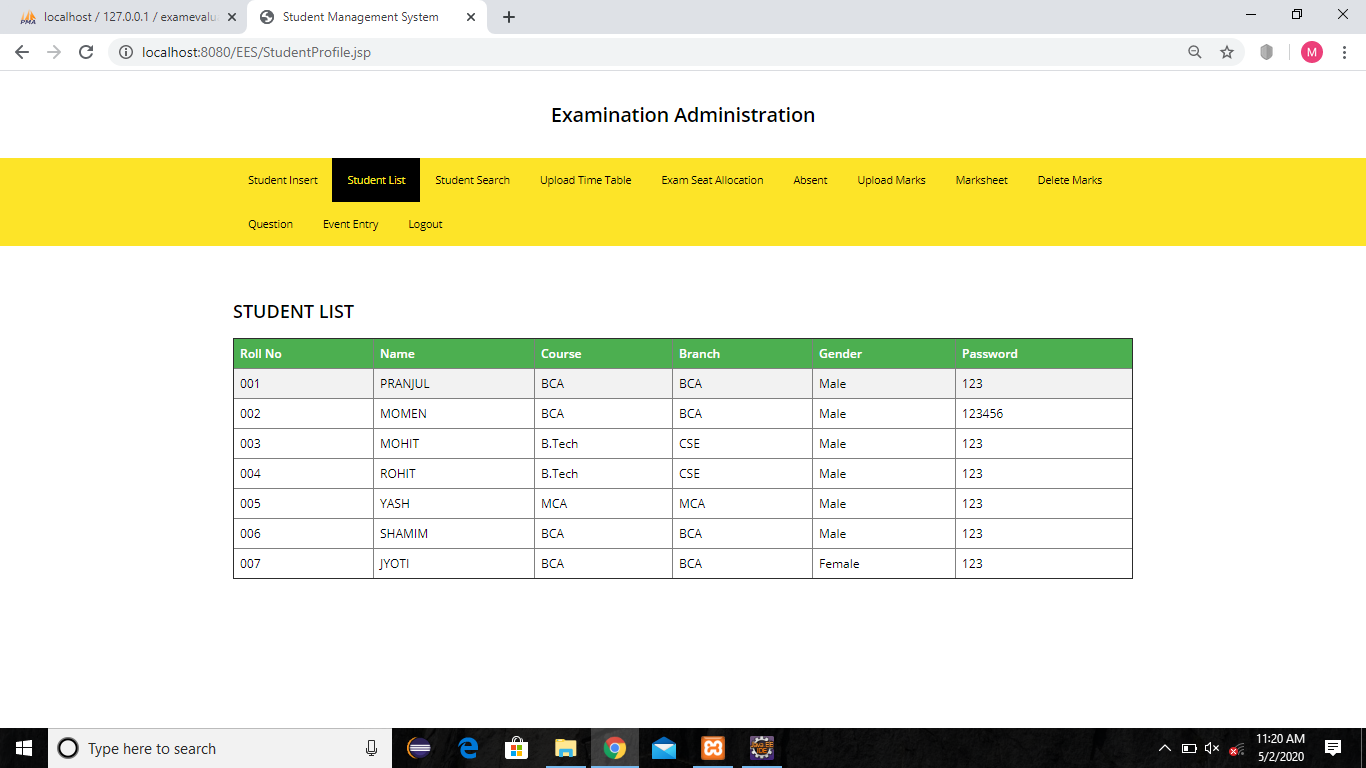 localhost / 127.0.0.1 / examevalu
Student Management System
localhost:8080/EES/StudentProfile.jsp
M
Examination Administration
Student Insert Student List Student Search Upload Time Table Exam Seat Allocation Absent Upload Marks Marksheet Delete Marks
Question Event Entry Logout
STUDENT LIST
Roll No Name Course Branch Gender Password
001 PRANJUL BCA BCA Male 123
002 MOMEN BCA BCA Male 123456
003 MOHIT B.Tech CSE Male 123
004 ROHIT B.Tech CSE Male 123
005 YASH MCA MCA Male 123
006 SHAMIM BCA BCA Male 123
007 JYOTI BCA BCA Female 123
Type here to search
11:20 AM
5/2/2020